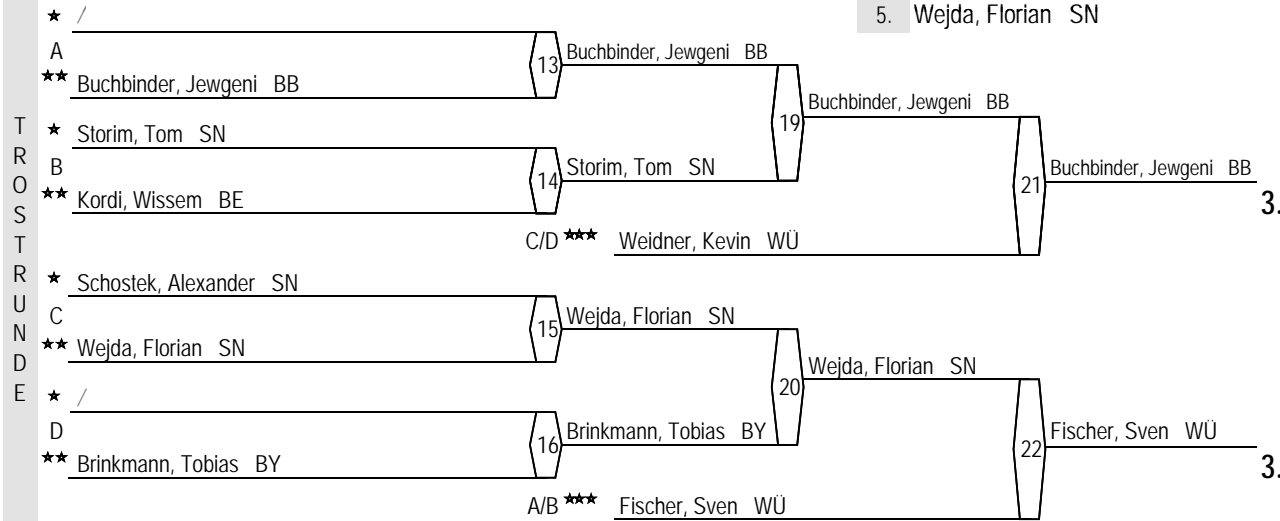 ★ /
5. Wejda, Florian SN
A
13
Buchbinder, Jewgeni BB
★★ Buchbinder, Jewgeni BB
TROSTRUNDE
19
Buchbinder, Jewgeni BB
★ Storim, Tom SN
B
14
Storim, Tom SN
21
Buchbinder, Jewgeni BB
★★ Kordi, Wissem BE
3.
C/D ★★★ Weidner, Kevin WÜ
★ Schostek, Alexander SN
C
15
Wejda, Florian SN
★★ Wejda, Florian SN
20
Wejda, Florian SN
★ /
D
16
Brinkmann, Tobias BY
22
Fischer, Sven WÜ
★★ Brinkmann, Tobias BY
3.
A/B ★★★ Fischer, Sven WÜ